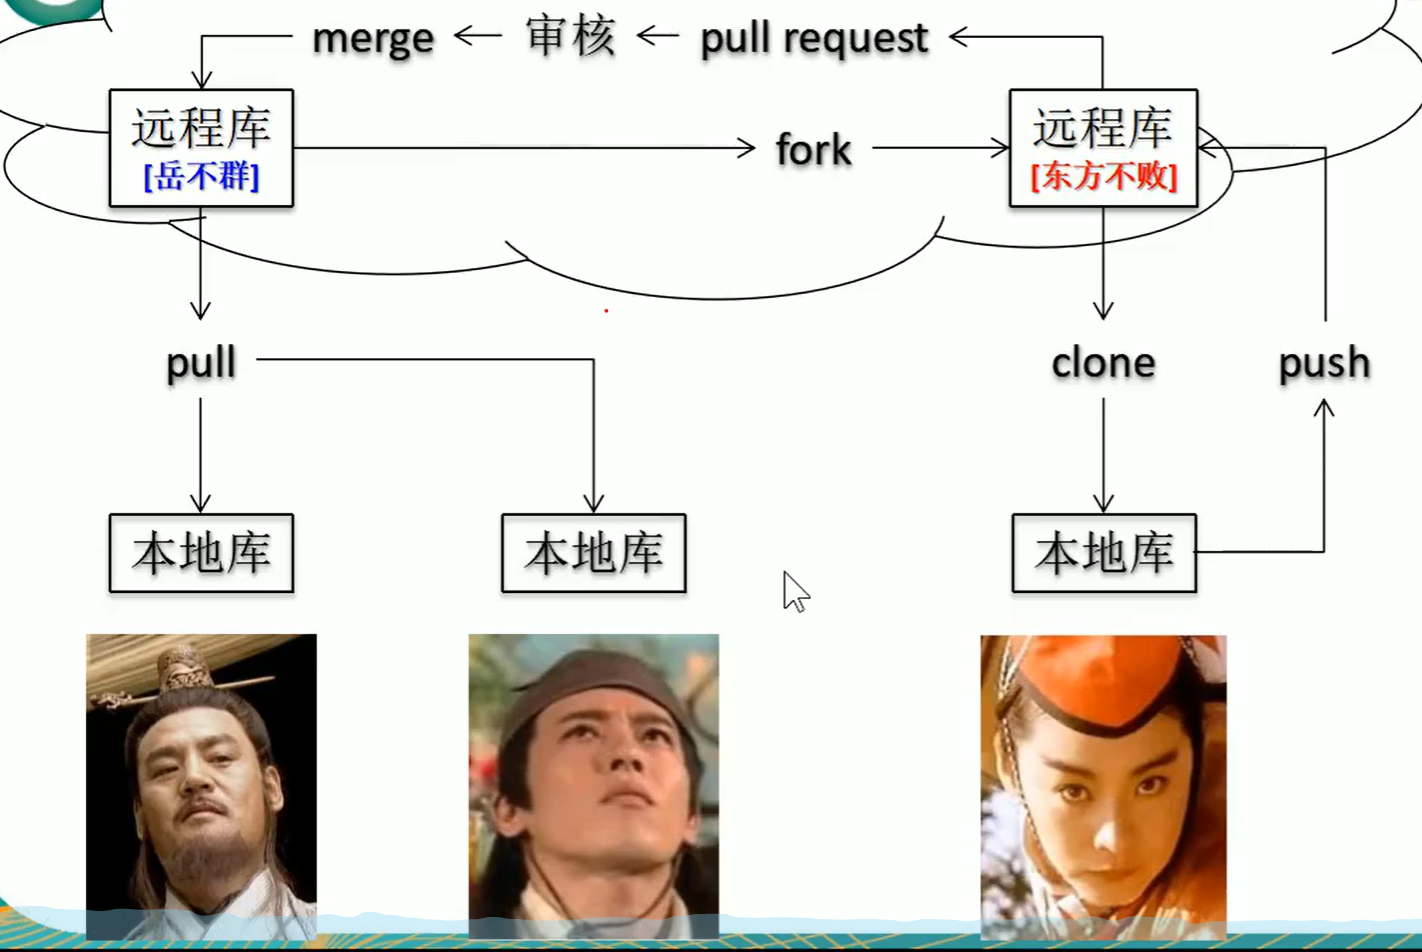 merge
审核
pull request
远程库
[岳不群]
fork
远程库
[东方不败]
pull
clone
push
本地库
本地库
本地库